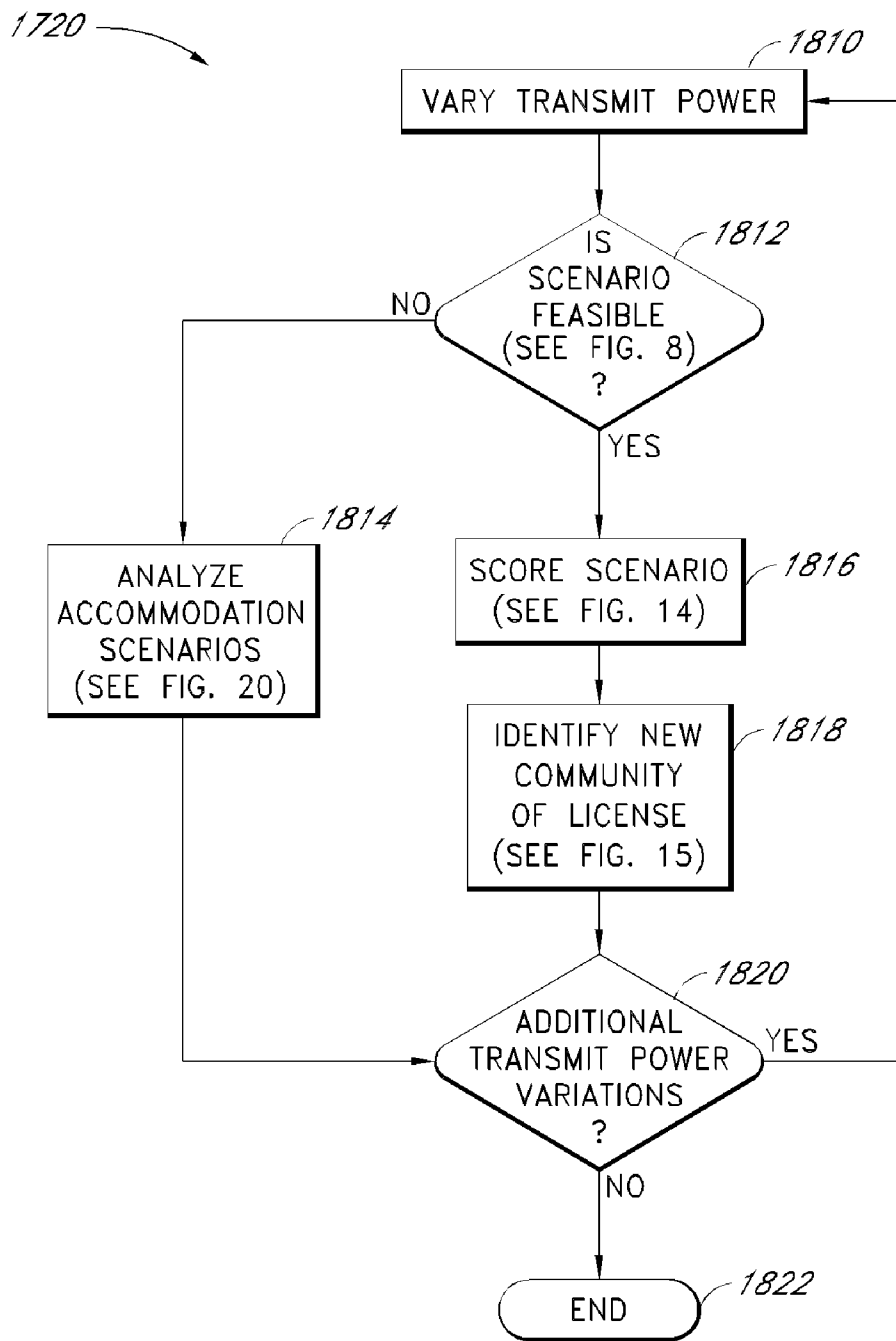 1720
1810
VARY TRANSMIT POWER
1812
IS
SCENARIO
FEASIBLE
(SEE FIG. 8)
?
NO
YES
1814
ANALYZE
ACCOMMODATION
SCENARIOS
(SEE FIG. 20)
1816
SCORE SCENARIO
(SEE FIG. 14)
1818
IDENTIFY NEW
COMMUNITY
OF LICENSE
(SEE FIG. 15)
1820
ADDITIONAL
TRANSMIT POWER
VARIATIONS
?
YES
NO
1822
END